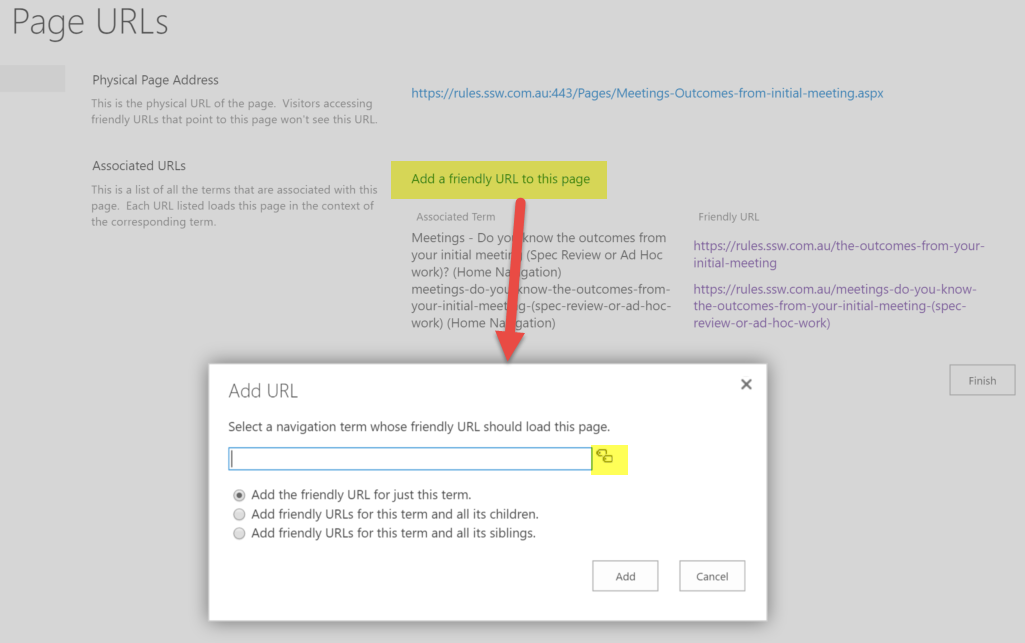 Page URLs
Physical Page Address
This is the physical URL of the page. Visitors accessing
friendly URLs that point to this page won't see this URL.
https://rules.ssw.com.au:443/Pages/Meetings-Outcomes-from-initial-meeting.aspx
Associated URLs
This is a list of all the terms that are associated with this
page. Each URL listed loads this page in the context of
the corresponding term.
Add a friendly URL to this page
Associated Term
Friendly URL
Meetings - Do you know the outcomes from
your initial meeting (Spec Review or Ad Hoc
work)? (Home Navigation)
https://rules.ssw.com.au/the-outcomes-from-your-
initial-meeting
meetings-do-you-know-the-outcomes-from-
your-initial-meeting-(spec-review-or-ad-hoc-
work) (Home Navigation)
https://rules.ssw.com.au/meetings-do-you-know-
the-outcomes-from-your-initial-meeting-(spec-
review-or-ad-hoc-work)
Finish
Add URL
Select a navigation term whose friendly URL should load this page.
Add the friendly URL for just this term.
Add friendly URLs for this term and all its children.
Add friendly URLs for this term and all its siblings.
Add
Cancel